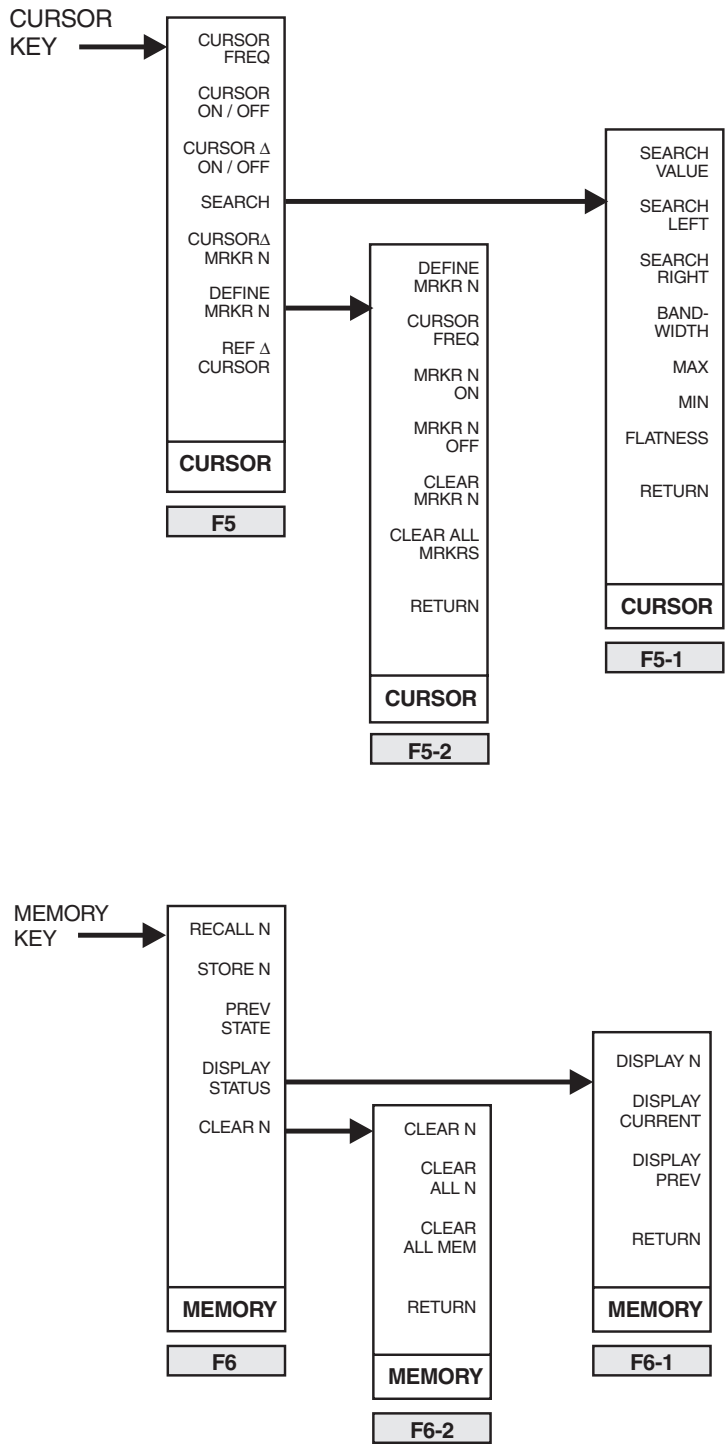 CURSOR
KEY
CURSOR
FREQ
CURSOR
ON / OFF
CURSOR ∆
ON / OFF
SEARCH
CURSOR∆
MRKR N
DEFINE
MRKR N
REF ∆
CURSOR
CURSOR
F5
DEFINE
MRKR N
CURSOR
FREQ
MRKR N
ON
MRKR N
OFF
CLEAR
MRKR N
CLEAR ALL
MRKRS
RETURN
CURSOR
F5-2
SEARCH
VALUE
SEARCH
LEFT
SEARCH
RIGHT
BAND-
WIDTH
MAX
MIN
FLATNESS
RETURN
CURSOR
F5-1
MEMORY
KEY
RECALL N
STORE N
PREV
STATE
DISPLAY
STATUS
CLEAR N
MEMORY
F6
CLEAR N
CLEAR
ALL N
CLEAR
ALL MEM
RETURN
MEMORY
F6-2
DISPLAY N
DISPLAY
CURRENT
DISPLAY
PREV
RETURN
MEMORY
F6-1